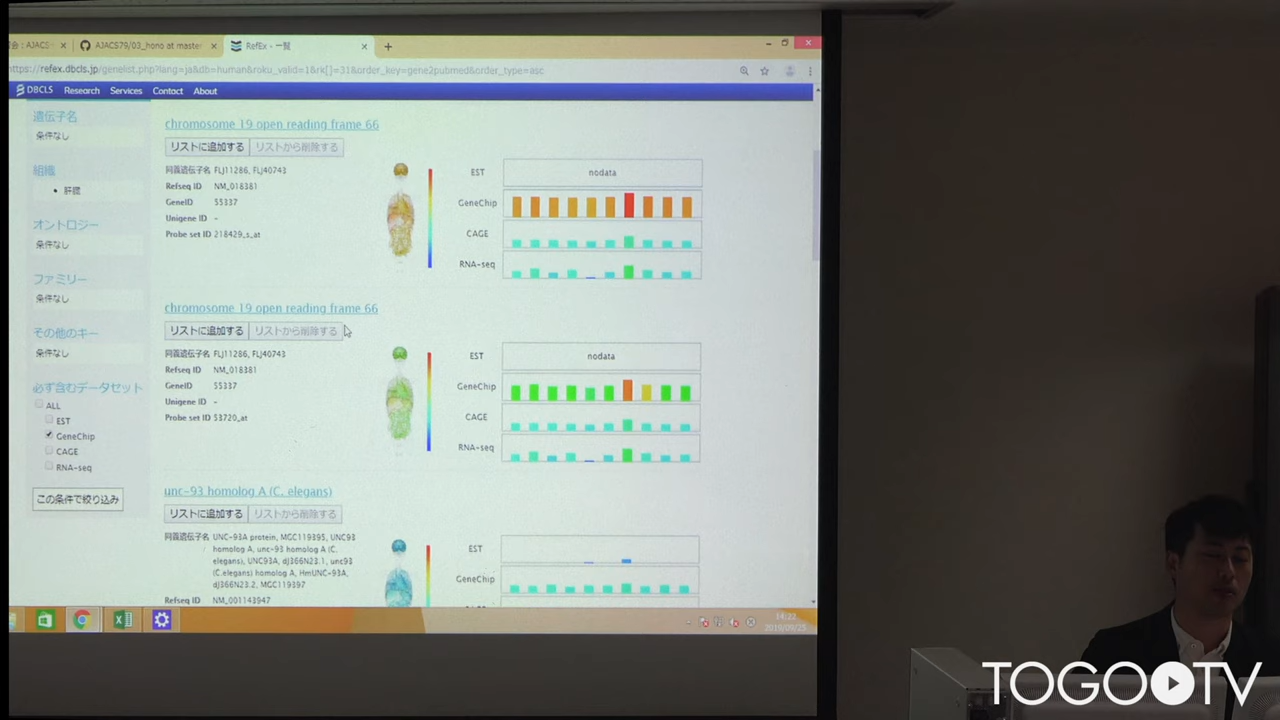 会 : AJACS
AJACS79/03_hono at master
RefEx - 一覧
https://refex.dbcls.jp/genelist.php?lang=ja&db=human&roku_valid=1&rk[]=31&order_key=gene2pubmed&order_type=asc
DBCLS Research Services Contact About
遺伝子名
条件なし
組織
肝臓
オントロジー
条件なし
ファミリー
条件なし
その他のキー
条件なし
必ず含むデータセット
ALL
EST
GeneChip
CAGE
RNA-seq
この条件で絞り込み
chromosome 19 open reading frame 66
リストに追加する リストから削除する
同義遺伝子名 FLJ11286, FLJ40743
Refseq ID NM_018381
GeneID 55337
Unigene ID -
Probe set ID 218429_s_at
EST nodata
GeneChip
CAGE
RNA-seq
chromosome 19 open reading frame 66
リストに追加する リストから削除する
同義遺伝子名 FLJ11286, FLJ40743
Refseq ID NM_018381
GeneID 55337
Unigene ID -
Probe set ID 53720_at
EST nodata
GeneChip
CAGE
RNA-seq
unc-93 homolog A (C. elegans)
リストに追加する リストから削除する
同義遺伝子名 UNC-93A protein, MGC119395, UNC93
homolog A, unc-93 homolog A (C.
elegans), UNC93A, dJ366N23.1, unc93
(C.elegans) homolog A, HmUNC-93A,
dJ366N23.2, MGC119397
Refseq ID NM_001143947
EST
GeneChip
14:22
2019/09/25
TOGO TV